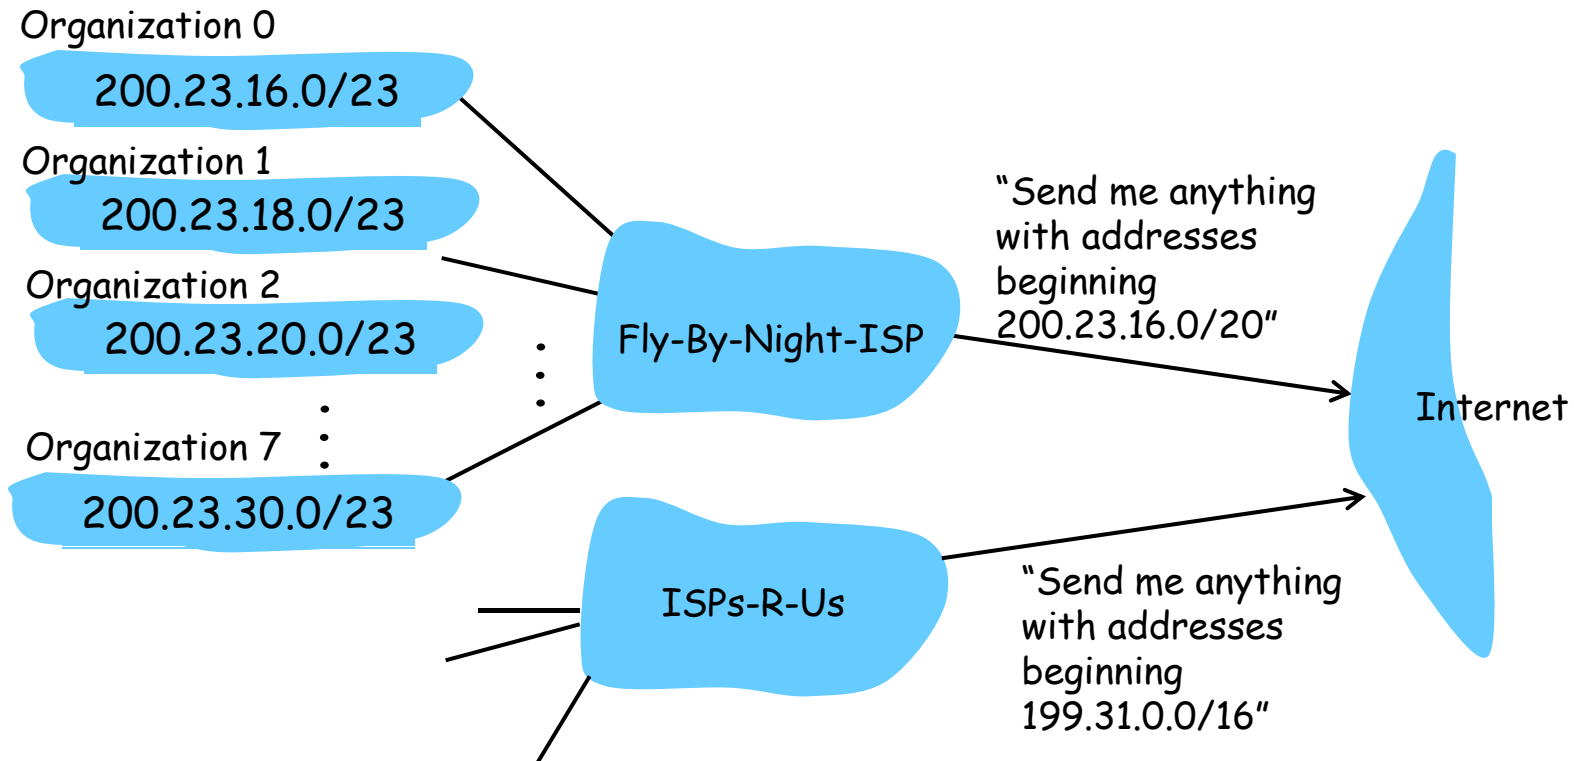 Organization 0
200.23.16.0/23
Organization 1
200.23.18.0/23
Organization 2
200.23.20.0/23
Organization 7
200.23.30.0/23
Fly-By-Night-ISP
“Send me anything
with addresses
beginning
200.23.16.0/20”
Internet
ISPs-R-Us
“Send me anything
with addresses
beginning
199.31.0.0/16”